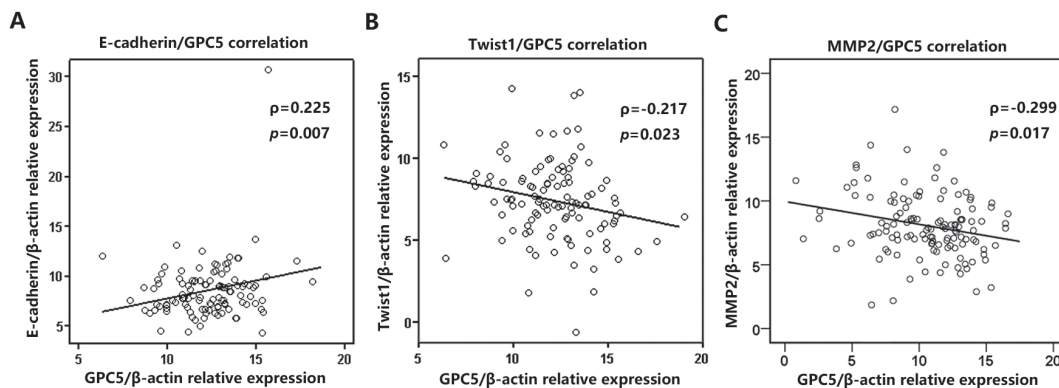 A
E-cadherin/GPC5 correlation
E-cadherin/β-actin relative expression
30
25
20
15
10
5
ρ=0.225
p=0.007
5
10
15
20
GPC5/β-actin relative expression
B
Twist1/GPC5 correlation
Twist1/β-actin relative expression
15
10
5
0
ρ=-0.217
p=0.023
5
10
15
20
GPC5/β-actin relative expression
C
MMP2/GPC5 correlation
MMP2/β-actin relative expression
20
15
10
5
0
ρ=-0.299
p=0.017
0
5
10
15
20
GPC5/β-actin relative expression